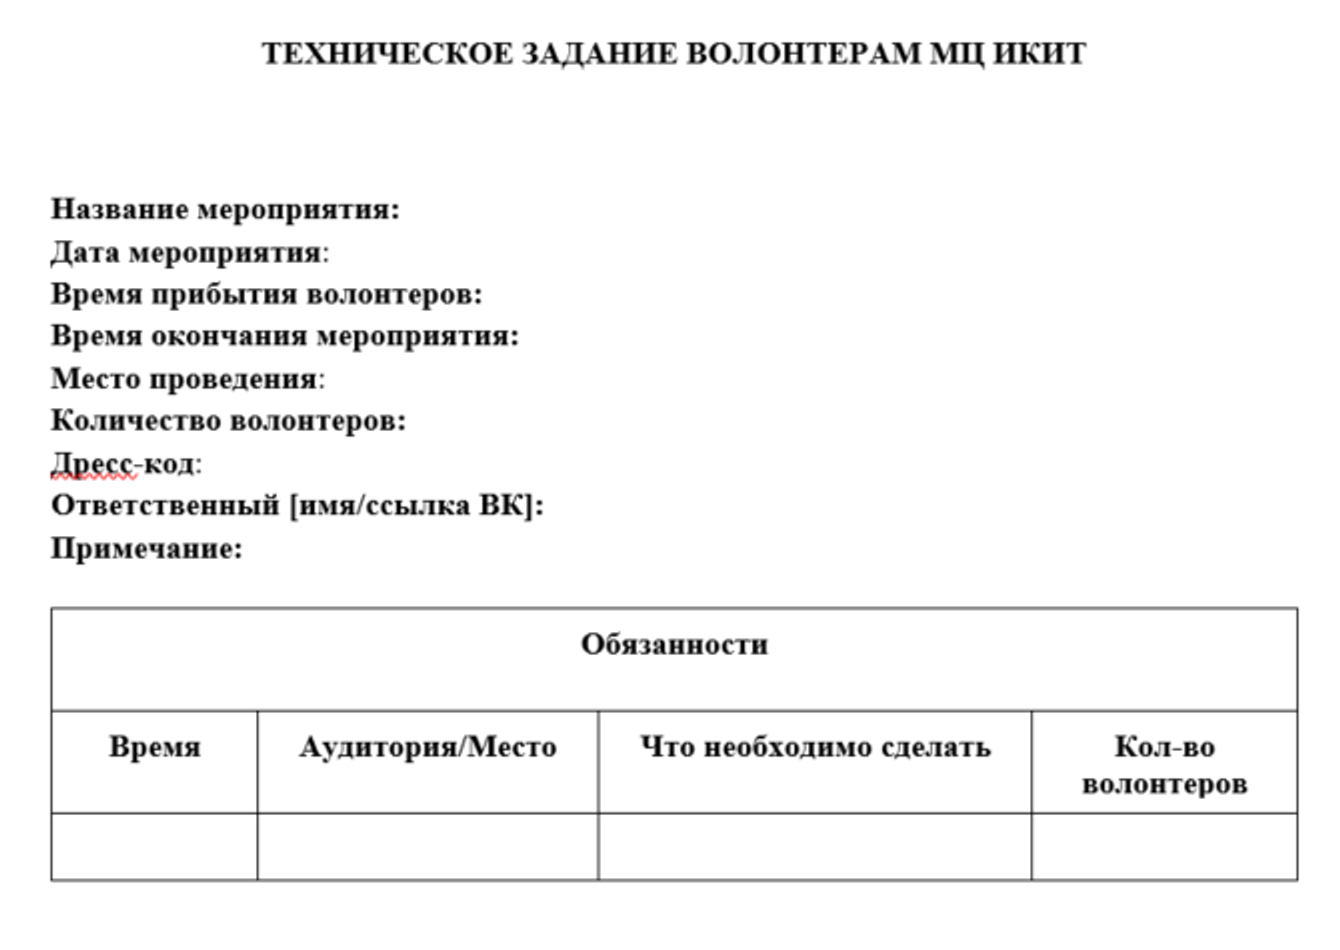 ТЕХНИЧЕСКОЕ ЗАДАНИЕ ВОЛОНТЕРАМ МЦ ИКИТ
Название мероприятия:
Дата мероприятия:
Время прибытия волонтеров:
Время окончания мероприятия:
Место проведения:
Количество волонтеров:
Дресс-код:
Ответственный [имя/ссылка ВК]:
Примечание:
Обязанности
Время
Аудитория/Место
Что необходимо сделать
Кол-во
волонтеров